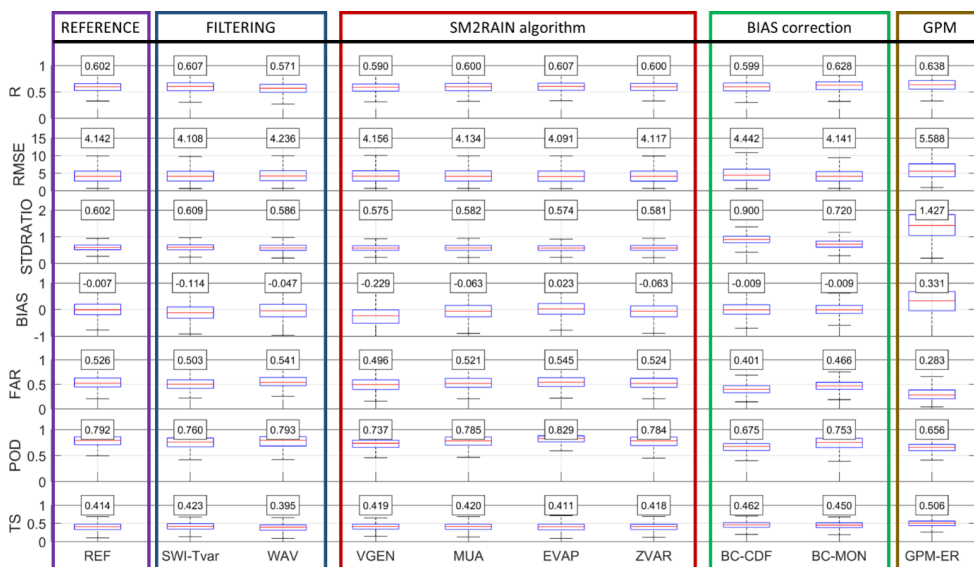 REFERENCE FILTERING SM2RAIN algorithm BIAS correction GPM
R 1 0.5 0 0.602 0.607 0.571 0.590 0.600 0.607 0.600 0.599 0.628 0.638
RMSE 15 10 5 0 4.142 4.108 4.236 4.156 4.134 4.091 4.117 4.442 4.141 5.588
STDRATIO 2 1 0 0.602 0.609 0.586 0.575 0.582 0.574 0.581 0.900 0.720 1.427
BIAS 1 0 -1 -0.007 -0.114 -0.047 -0.229 -0.063 0.023 -0.063 -0.009 -0.009 0.331
FAR 1 0.5 0 0.526 0.503 0.541 0.496 0.521 0.545 0.524 0.401 0.466 0.283
POD 1 0.5 0 0.792 0.760 0.793 0.737 0.785 0.829 0.784 0.675 0.753 0.656
TS 1 0.5 0 0.414 0.423 0.395 0.419 0.420 0.411 0.418 0.462 0.450 0.506
REF SWI-Tvar WAV VGEN MUA EVAP ZVAR BC-CDF BC-MON GPM-ER